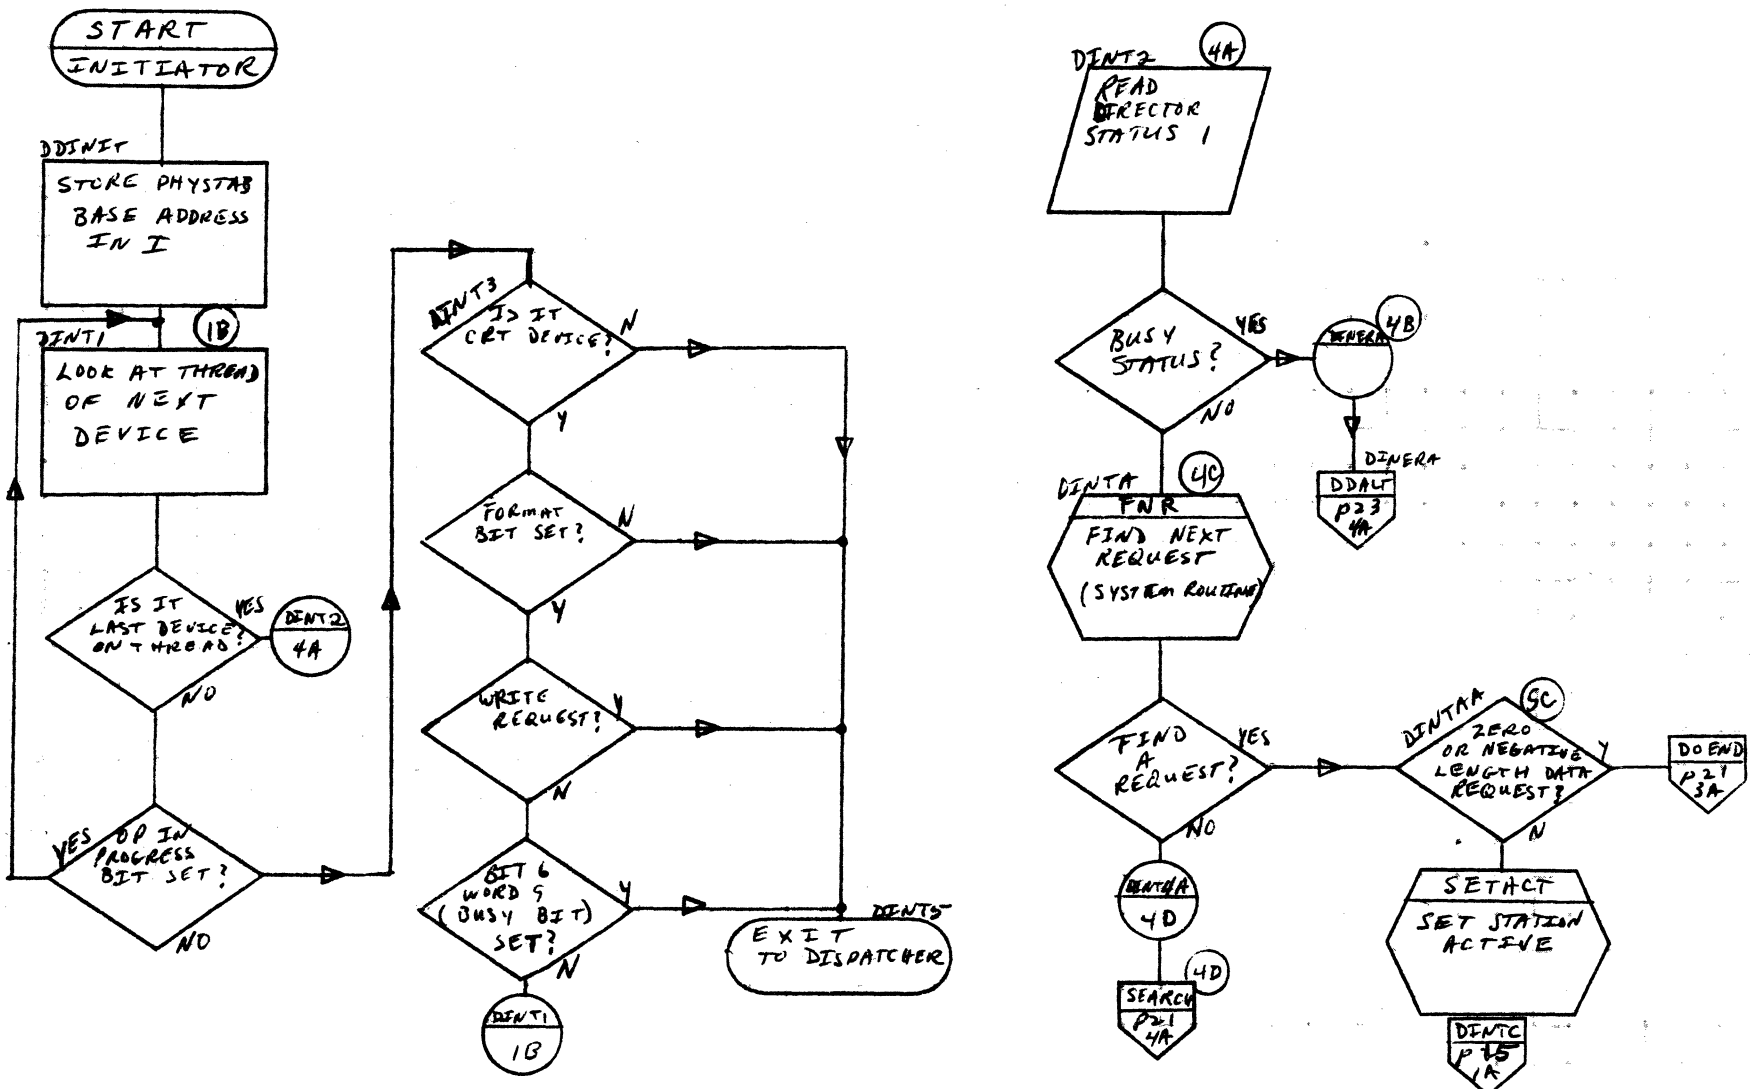 START
INITIATOR
DDINIT
STORE PHYSTAB
BASE ADDRESS
IN I
1B
DINT1
LOOK AT THREAD
OF NEXT
DEVICE
IS IT
LAST DEVICE
ON THREAD?
YES
DINT2
4A
NO
YES
OP IN
PROGRESS
BIT SET?
NO
DINT3
IS IT
CRT DEVICE?
N
Y
FORMAT
BIT SET?
N
Y
WRITE
REQUEST?
Y
N
BIT 6
WORD 9
(BUSY BIT)
SET?
Y
N
DINT1
1B
DINT5
EXIT
TO DISPATCHER
DINT2
4A
READ
DIRECTOR
STATUS 1
BUSY
STATUS?
YES
NO
DINERA
4B
DINERA
DDALT
P23
4A
DINTA
4C
FNR
FIND NEXT
REQUEST
(SYSTEM ROUTINE)
FIND
A
REQUEST?
YES
NO
4D
4D
SEARCH
P21
4A
DINTAA
5C
ZERO
OR NEGATIVE
LENGTH DATA
REQUEST?
Y
N
DOEND
P21
3A
SETACT
SET STATION
ACTIVE
DINTC
P15
1A